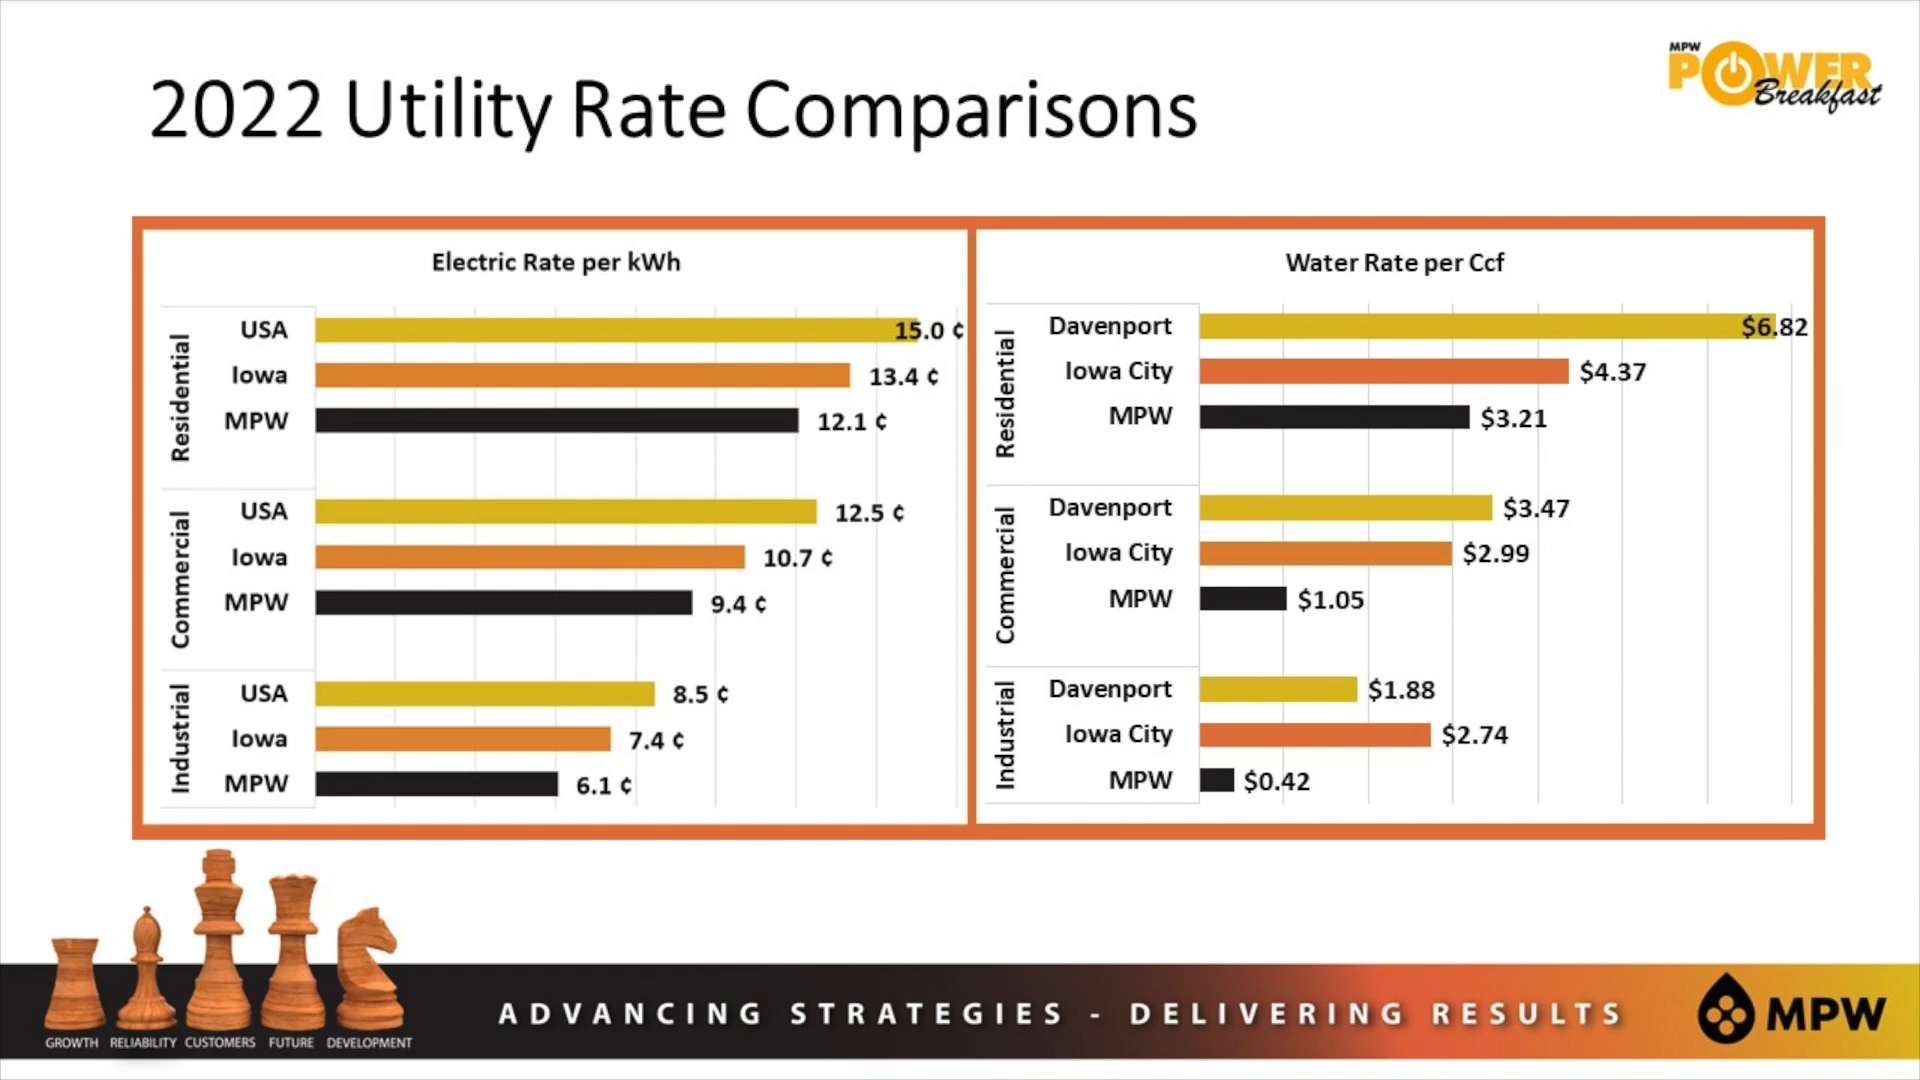 2022 Utility Rate Comparisons
MPW
POWER
Breakfast
Electric Rate per kWh
Residential
USA 15.0 ¢
Iowa 13.4 ¢
MPW 12.1 ¢
Commercial
USA 12.5 ¢
Iowa 10.7 ¢
MPW 9.4 ¢
Industrial
USA 8.5 ¢
Iowa 7.4 ¢
MPW 6.1 ¢
Water Rate per Ccf
Residential
Davenport $6.82
Iowa City $4.37
MPW $3.21
Commercial
Davenport $3.47
Iowa City $2.99
MPW $1.05
Industrial
Davenport $1.88
Iowa City $2.74
MPW $0.42
GROWTH RELIABILITY CUSTOMERS FUTURE DEVELOPMENT
ADVANCING STRATEGIES - DELIVERING RESULTS
MPW